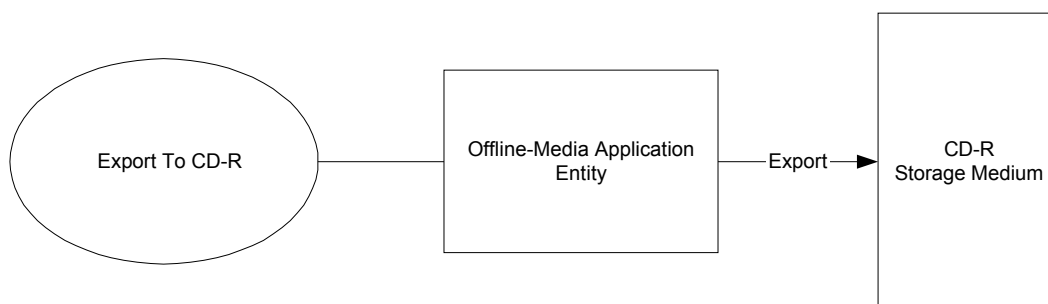 Export To CD-R
Offline-Media Application
Entity
Export
CD-R
Storage Medium